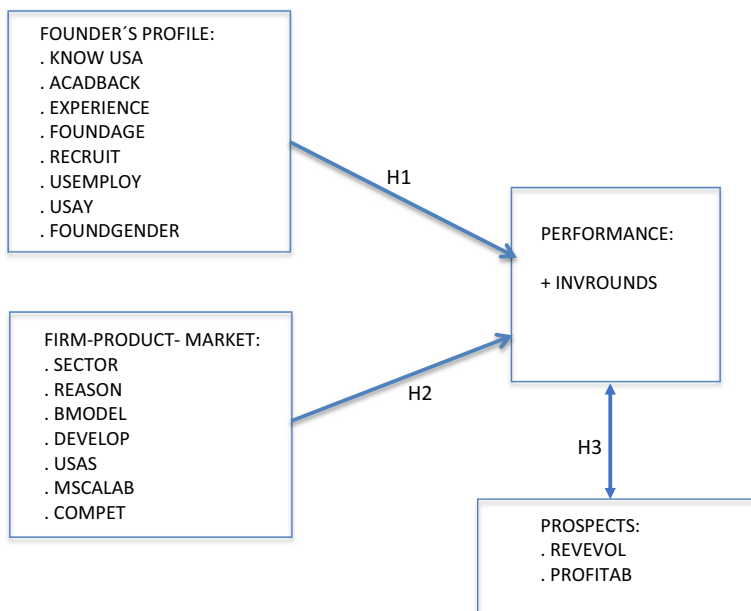 FOUNDER´S PROFILE:
. KNOW USA
. ACADBACK
. EXPERIENCE
. FOUNDAGE
. RECRUIT
. USEMPLOY
. USAY
. FOUNDGENDER
H1
PERFORMANCE:
+ INVROUNDS
FIRM-PRODUCT- MARKET:
. SECTOR
. REASON
. BMODEL
. DEVELOP
. USAS
. MSCALAB
. COMPET
H2
H3
PROSPECTS:
. REVEVOL
. PROFITAB